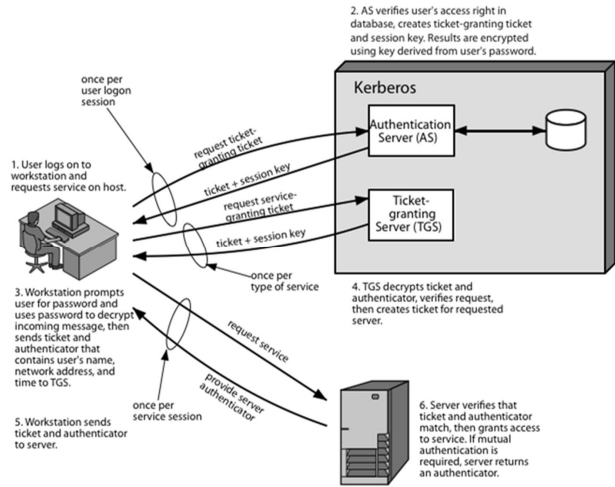 2. AS verifies user's access right in
database, creates ticket-granting ticket
and session key. Results are encrypted
using key derived from user's password.
once per
user logon
session
Kerberos
request ticket-
granting ticket
Authentication
Server (AS)
1. User logs on to
workstation and
requests service on host.
ticket + session key
request service-
granting ticket
Ticket-
granting
Server (TGS)
ticket + session key
once per
type of service
3. Workstation prompts
user for password and
uses password to decrypt
incoming message, then
sends ticket and
authenticator that
contains user's name,
network address, and
time to TGS.
4. TGS decrypts ticket and
authenticator, verifies request,
then creates ticket for requested
server.
request service
provide server
authenticator
once per
service session
5. Workstation sends
ticket and authenticator
to server.
6. Server verifies that
ticket and authenticator
match, then grants access
to service. If mutual
authentication is
required, server returns
an authenticator.